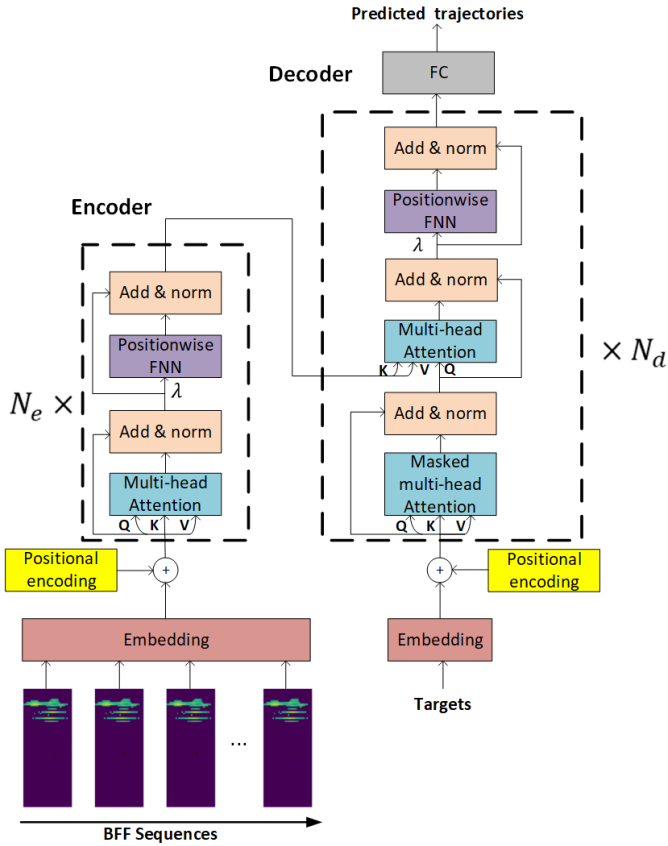 Predicted trajectories
FC
Decoder
Add & norm
Positionwise
FNN
λ
Add & norm
Multi-head
Attention
K
V
Q
Add & norm
Masked
multi-head
Attention
Q
K
V
× N_d
Encoder
Add & norm
Positionwise
FNN
λ
Add & norm
Multi-head
Attention
Q
K
V
N_e ×
Positional
encoding
+
+
Positional
encoding
Embedding
Embedding
Targets
...
BFF Sequences